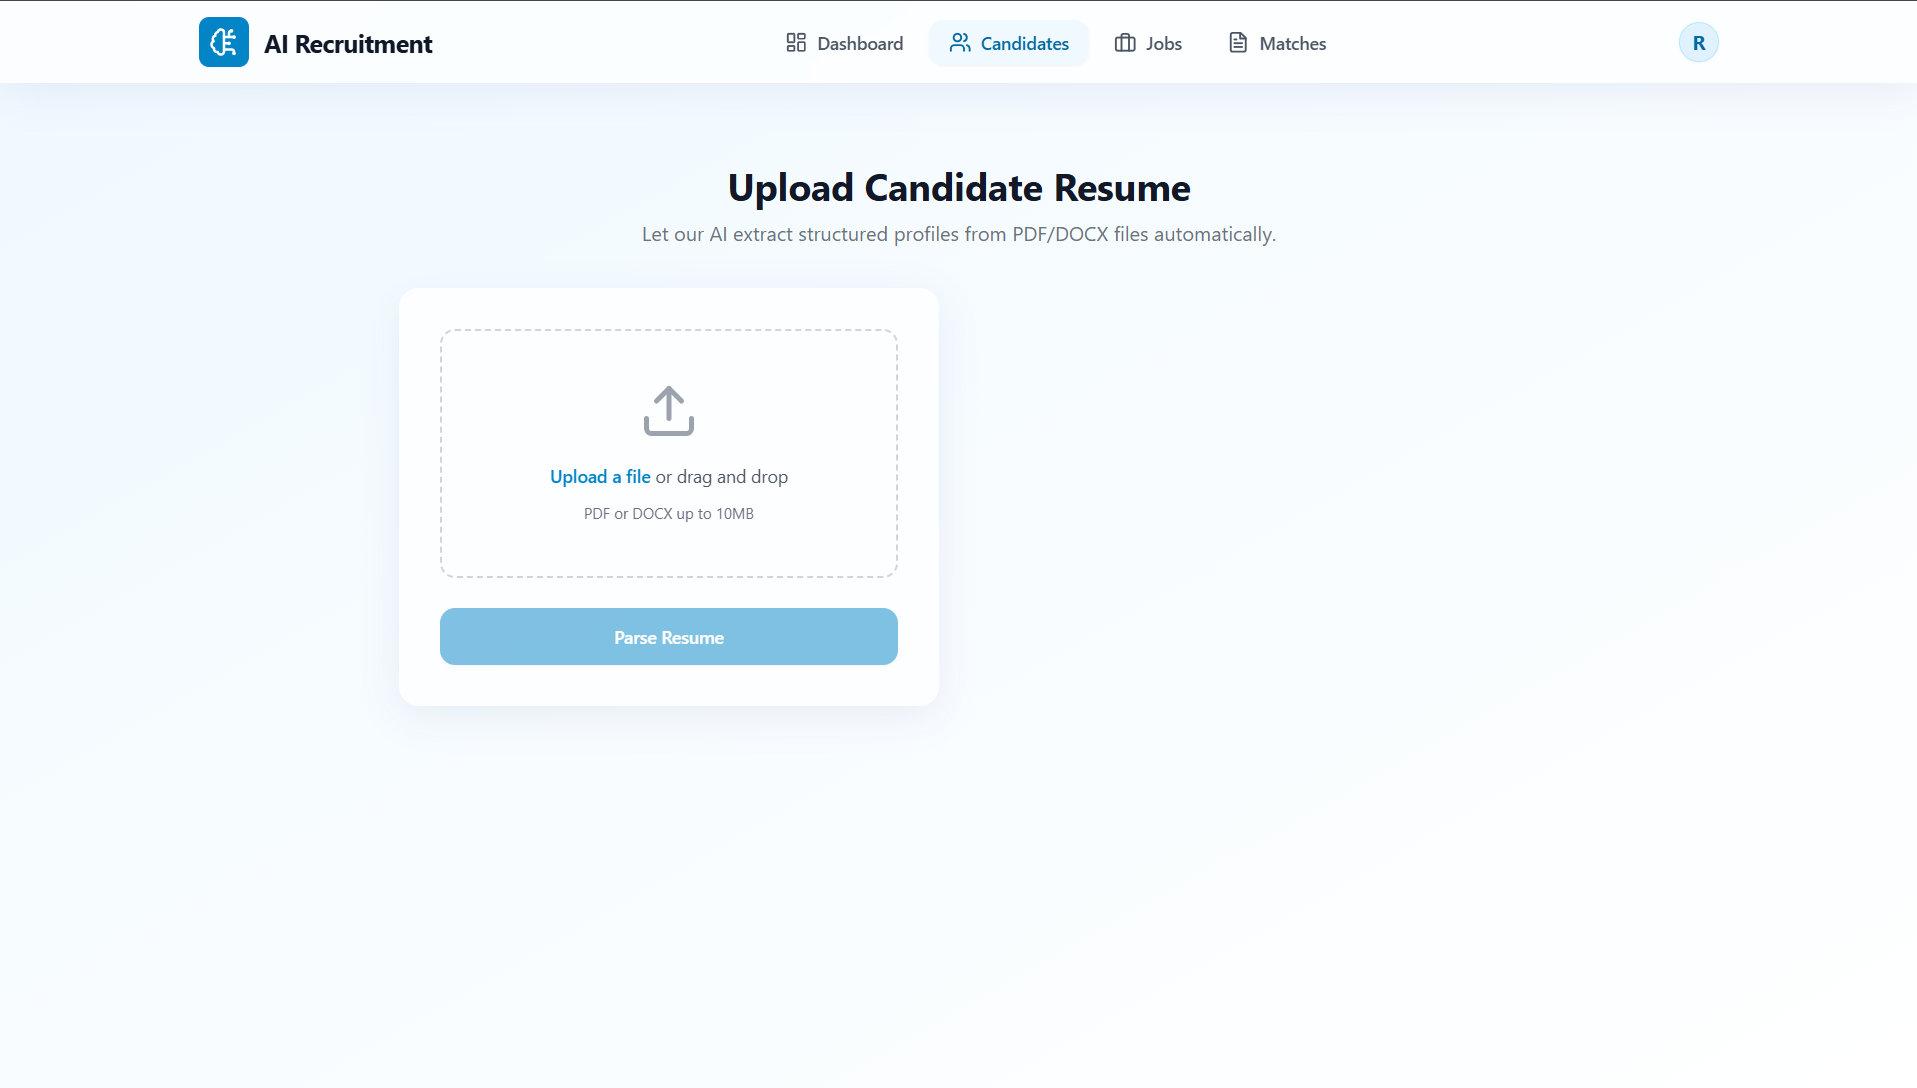 AI Recruitment
Dashboard
Candidates
Jobs
Matches
R
Upload Candidate Resume
Let our AI extract structured profiles from PDF/DOCX files automatically.
Upload a file or drag and drop
PDF or DOCX up to 10MB
Parse Resume